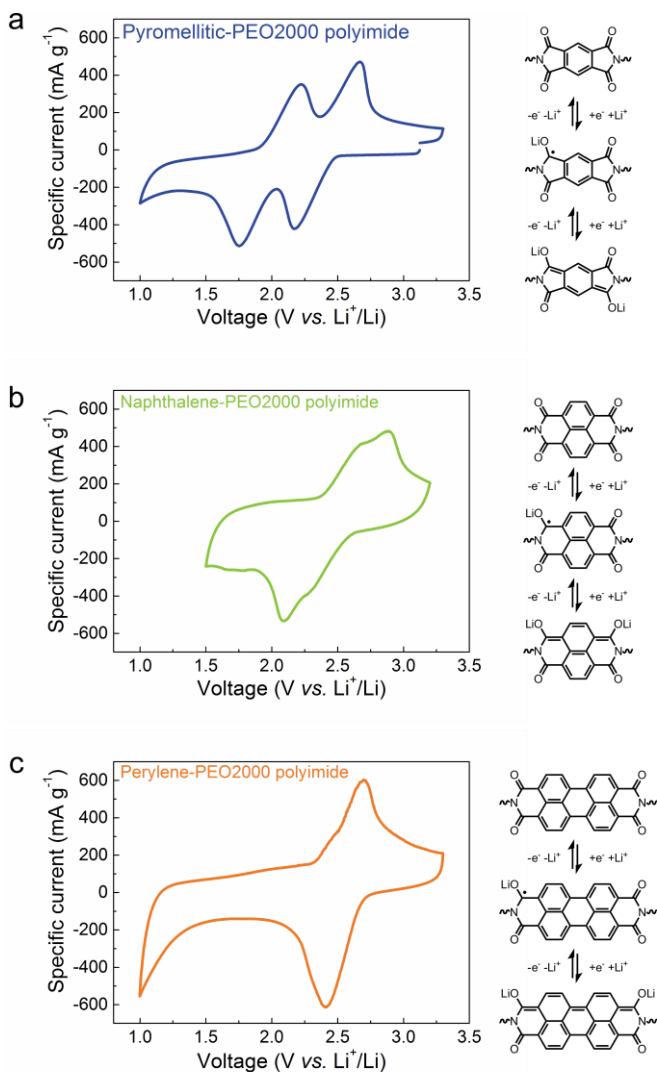 a
Pyromellitic-PEO2000 polyimide
Specific current (mA g⁻¹)
600
400
200
0
-200
-400
-600
1.0 1.5 2.0 2.5 3.0 3.5
Voltage (V vs. Li⁺/Li)
O O
N N
O O
-e⁻ -Li⁺ +e⁻ +Li⁺
LiO O
N N
O O
-e⁻ -Li⁺ +e⁻ +Li⁺
LiO O
N N
O OLi
b
Naphthalene-PEO2000 polyimide
Specific current (mA g⁻¹)
600
400
200
0
-200
-400
-600
1.0 1.5 2.0 2.5 3.0 3.5
Voltage (V vs. Li⁺/Li)
O O
N N
O O
-e⁻ -Li⁺ +e⁻ +Li⁺
LiO O
N N
O O
-e⁻ -Li⁺ +e⁻ +Li⁺
LiO OLi
N N
O O
c
Perylene-PEO2000 polyimide
Specific current (mA g⁻¹)
600
400
200
0
-200
-400
-600
1.0 1.5 2.0 2.5 3.0 3.5
Voltage (V vs. Li⁺/Li)
O O
N N
O O
-e⁻ -Li⁺ +e⁻ +Li⁺
LiO O
N N
O O
-e⁻ -Li⁺ +e⁻ +Li⁺
LiO OLi
N N
O O